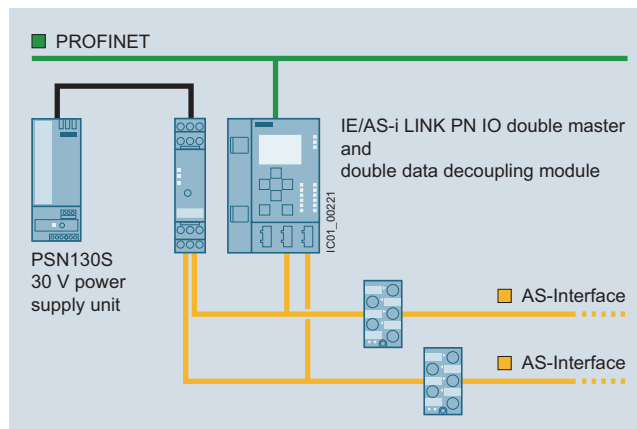 PROFINET
IE/AS-i LINK PN IO double master
and
double data decoupling module
IC01_00221
PSN130S
30 V power
supply unit
AS-Interface
AS-Interface